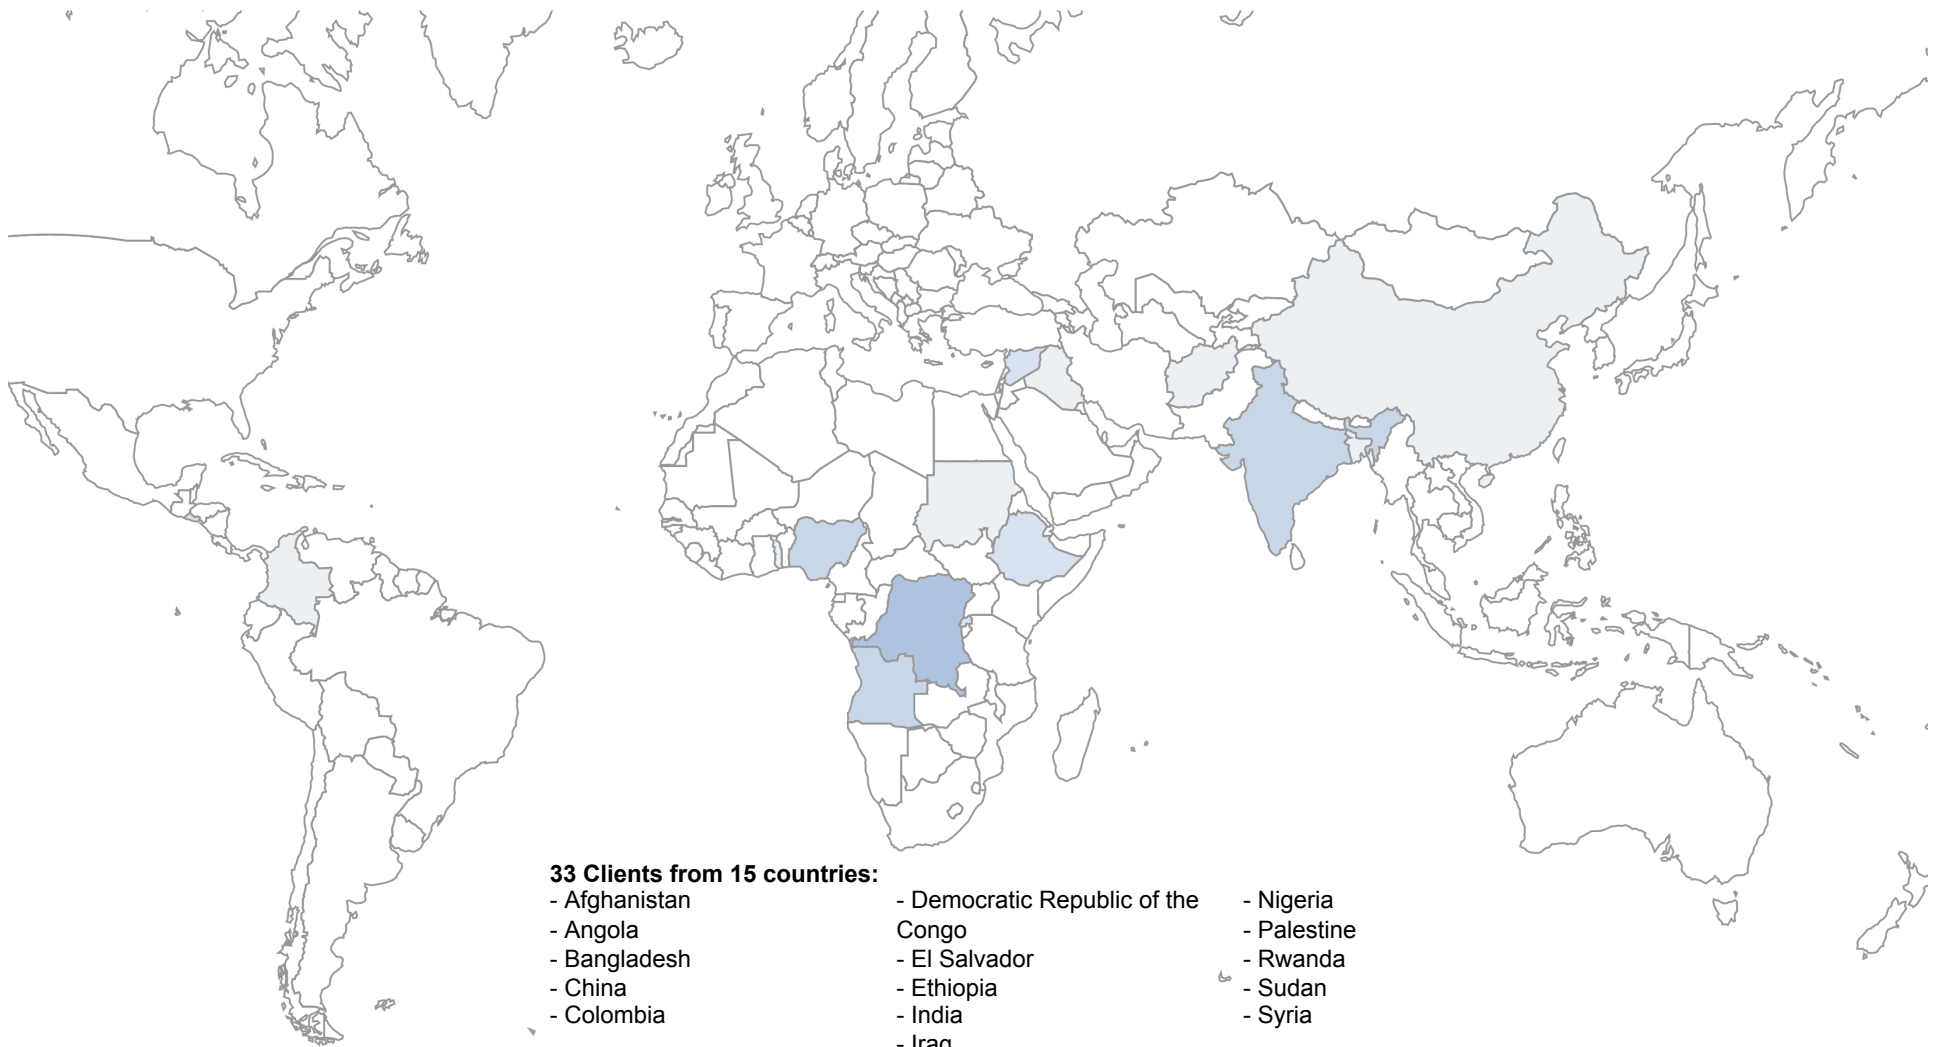 33 Clients from 15 countries:
- Afghanistan
- Angola
- Bangladesh
- China
- Colombia
- Democratic Republic of the
Congo
- El Salvador
- Ethiopia
- India
- Iraq
- Nigeria
- Palestine
- Rwanda
- Sudan
- Syria